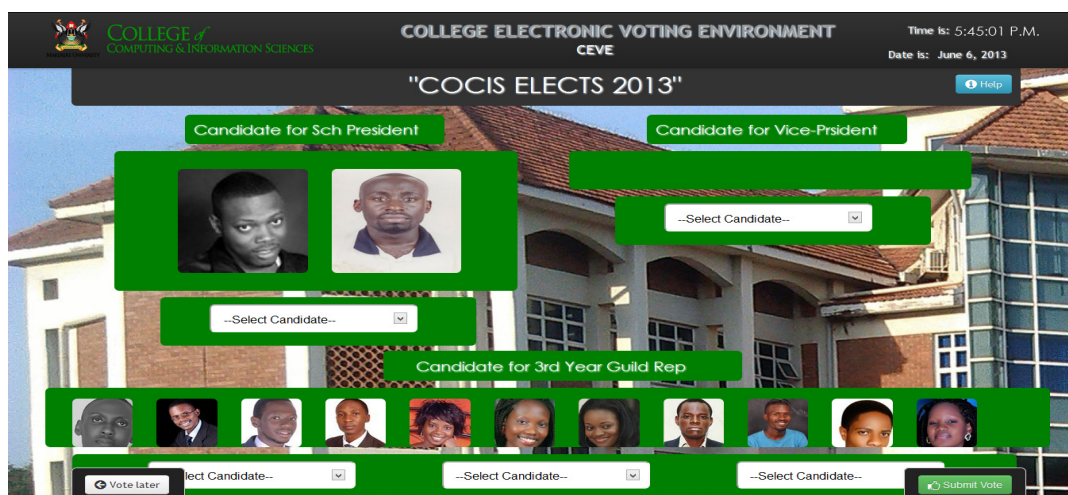 COLLEGE of
COMPUTING & INFORMATION SCIENCES
COLLEGE ELECTRONIC VOTING ENVIRONMENT
CEVE
Time is: 5:45:01 P.M.
Date is: June 6, 2013
"COCIS ELECTS 2013"
Help
Candidate for Sch President
Candidate for Vice-Prsident
--Select Candidate--
--Select Candidate--
Candidate for 3rd Year Guild Rep
lect Candidate--
--Select Candidate--
--Select Candidate--
Vote later
Submit Vote